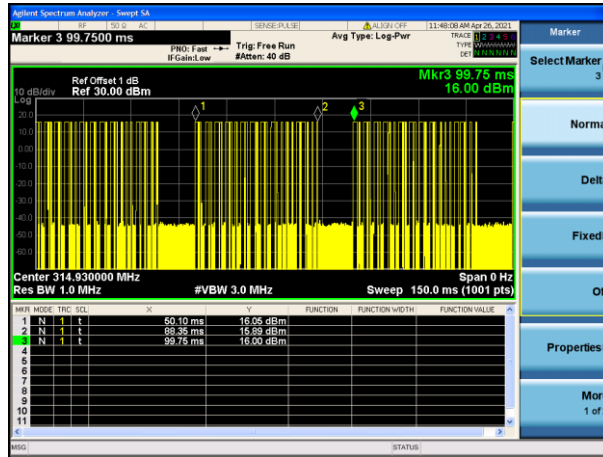 Agilent Spectrum Analyzer - Swept SA
RF 50 Ω AC SENSE:PULSE ALIGN OFF 11:48:08 AM Apr 26, 2021
Marker 3 99.7500 ms
PNO: Fast Trig: Free Run Avg Type: Log-Pwr TRACE 1 2 3 4 5 6
IFGain:Low #Atten: 40 dB TYPE WWWWWW
DET N N N N N N
Mkr3 99.75 ms
16.00 dBm
Ref Offset 1 dB
10 dB/div Ref 30.00 dBm
Log
1 2 3
20.0
10.0
0.00
-10.0
-20.0
-30.0
-40.0
-50.0
-60.0
Center 314.930000 MHz Span 0 Hz
Res BW 1.0 MHz #VBW 3.0 MHz Sweep 150.0 ms (1001 pts)
MKR MODE TRC SCL X Y FUNCTION FUNCTION WIDTH FUNCTION VALUE
1 N 1 t 50.10 ms 16.05 dBm
2 N 1 t 88.35 ms 15.89 dBm
3 N 1 t 99.75 ms 16.00 dBm
4
5
6
7
8
9
10
11
MSG STATUS
Marker
Select Marker
3
Norma
Delt
Fixed
Of
Properties
Mor
1 of